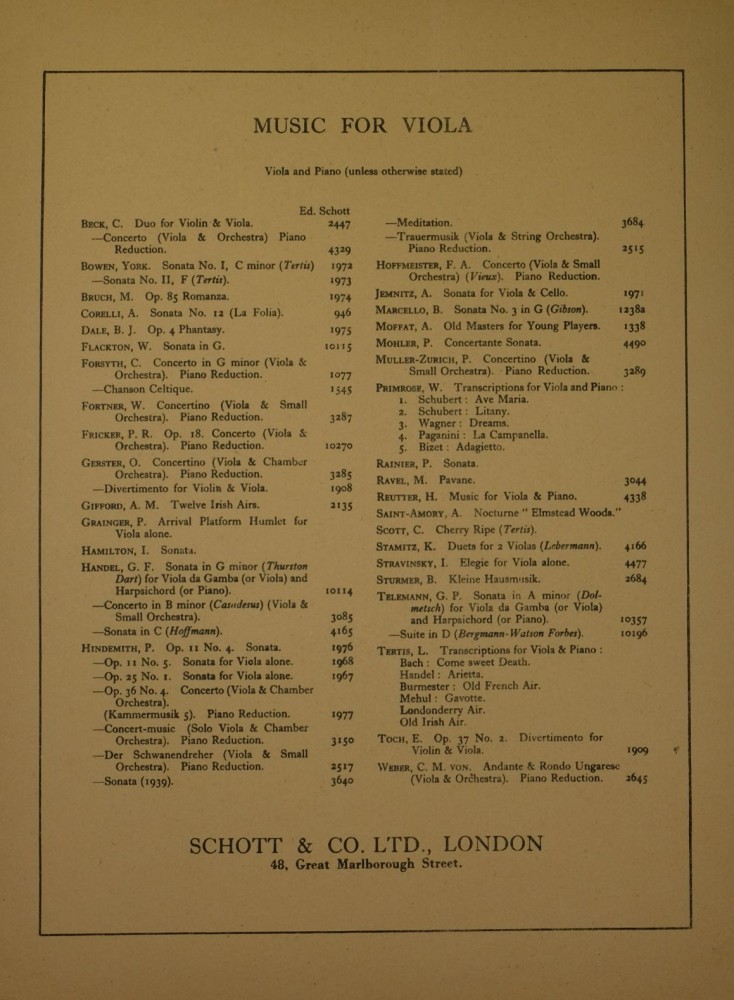 MUSIC FOR VIOLA
Viola and Piano (unless otherwise stated)
Ed. Schott
BECK, C. Duo for Violin & Viola. 2447
—Concerto (Viola & Orchestra) Piano
Reduction. 4329
BOWEN, YORK. Sonata No. I, C minor (Tertis) 1972
—Sonata No. II, F (Tertis). 1973
BRUCH, M. Op. 85 Romanza. 1974
CORELLI, A. Sonata No. 12 (La Folia). 946
DALE, B. J. Op. 4 Phantasy. 1975
FLACKTON, W. Sonata in G. 10115
FORSYTH, C. Concerto in G minor (Viola &
Orchestra). Piano Reduction. 1077
—Chanson Celtique. 1545
FORTNER, W. Concertino (Viola & Small
Orchestra). Piano Reduction. 3287
FRICKER, P. R. Op. 18. Concerto (Viola &
Orchestra). Piano Reduction. 10270
GERSTER, O. Concertino (Viola & Chamber
Orchestra). Piano Reduction. 3285
—Divertimento for Violin & Viola. 1908
GIFFORD, A. M. Twelve Irish Airs. 2135
GRAINGER, P. Arrival Platform Humlet for
Viola alone.
HAMILTON, I. Sonata.
HANDEL, G. F. Sonata in G minor (Thurston
Dart) for Viola da Gamba (or Viola) and
Harpsichord (or Piano). 10114
—Concerto in B minor (Casadesus) (Viola &
Small Orchestra). 3085
—Sonata in C (Hoffmann). 4165
HINDEMITH, P. Op. 11 No. 4. Sonata. 1976
—Op. 11 No. 5. Sonata for Viola alone. 1968
—Op. 25 No. 1. Sonata for Viola alone. 1967
—Op. 36 No. 4. Concerto (Viola & Chamber
Orchestra).
(Kammermusik 5). Piano Reduction. 1977
—Concert-music (Solo Viola & Chamber
Orchestra). Piano Reduction. 3150
—Der Schwanendreher (Viola & Small
Orchestra). Piano Reduction. 2517
—Sonata (1939). 3640
—Meditation. 3684
—Trauermusik (Viola & String Orchestra).
Piano Reduction. 2515
HOFFMEISTER, F. A. Concerto (Viola & Small
Orchestra) (Vieux). Piano Reduction.
JEMNITZ, A. Sonata for Viola & Cello. 1971
MARCELLO, B. Sonata No. 3 in G (Gibson). 1238a
MOFFAT, A. Old Masters for Young Players. 1338
MOHLER, P. Concertante Sonata. 4490
MULLER-ZURICH, P. Concertino (Viola &
Small Orchestra). Piano Reduction. 3289
PRIMROSE, W. Transcriptions for Viola and Piano :
1. Schubert : Ave Maria.
2. Schubert : Litany.
3. Wagner : Dreams.
4. Paganini : La Campanella.
5. Bizet : Adagietto.
RAINIER, P. Sonata.
RAVEL, M. Pavane. 3044
REUTTER, H. Music for Viola & Piano. 4338
SAINT-AMORY, A. Nocturne " Elmstead Woods."
SCOTT, C. Cherry Ripe (Tertis).
STAMITZ, K. Duets for 2 Violas (Lebermann). 4166
STRAVINSKY, I. Elegie for Viola alone. 4477
STURMER, B. Kleine Hausmusik. 2684
TELEMANN, G. P. Sonata in A minor (Dol-
metsch) for Viola da Gamba (or Viola)
and Harpsichord (or Piano). 10357
—Suite in D (Bergmann-Watson Forbes). 10196
TERTIS, L. Transcriptions for Viola & Piano :
Bach : Come sweet Death.
Handel : Arietta.
Burmester : Old French Air.
Mehul : Gavotte.
Londonderry Air.
Old Irish Air.
TOCH, E. Op. 37 No. 2. Divertimento for
Violin & Viola. 1909
WEBER, C. M. VON. Andante & Rondo Ungarese
(Viola & Orchestra). Piano Reduction. 2645
SCHOTT & CO. LTD., LONDON
48, Great Marlborough Street.